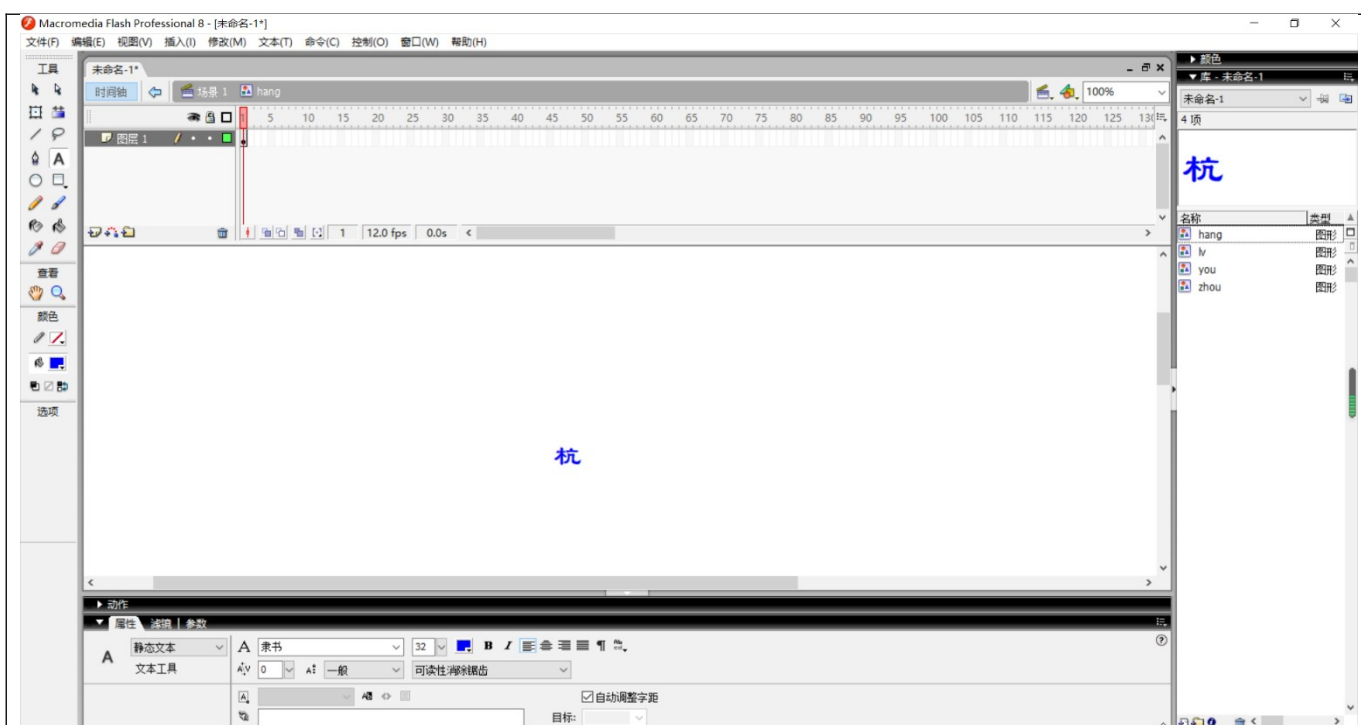 Macromedia Flash Professional 8 - [未命名-1*]
文件(F) 编辑(E) 视图(V) 插入(I) 修改(M) 文本(T) 命令(C) 控制(O) 窗口(W) 帮助(H)
工具
未命名-1*
时间轴 场景 1 hang 100%
1 5 10 15 20 25 30 35 40 45 50 55 60 65 70 75 80 85 90 95 100 105 110 115 120 125 130
图层 1
1 12.0 fps 0.0s
查看
颜色
选项
杭
颜色
库 - 未命名-1
未命名-1
4 项
杭
名称 类型
hang 图形
lv 图形
you 图形
zhou 图形
动作
属性 滤镜 参数
静态文本 A 隶书 32 B I
A 文本工具 A V 0 一般 可读性消除锯齿
自动调整字距
目标: